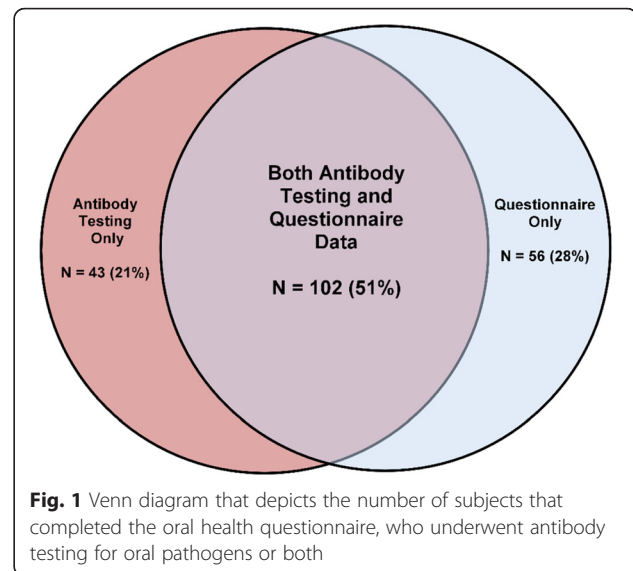 Antibody
Testing
Only
N = 43 (21%)
Both Antibody
Testing and
Questionnaire
Data
N = 102 (51%)
Questionnaire
Only
N = 56 (28%)
Fig. 1 Venn diagram that depicts the number of subjects that
completed the oral health questionnaire, who underwent antibody
testing for oral pathogens or both